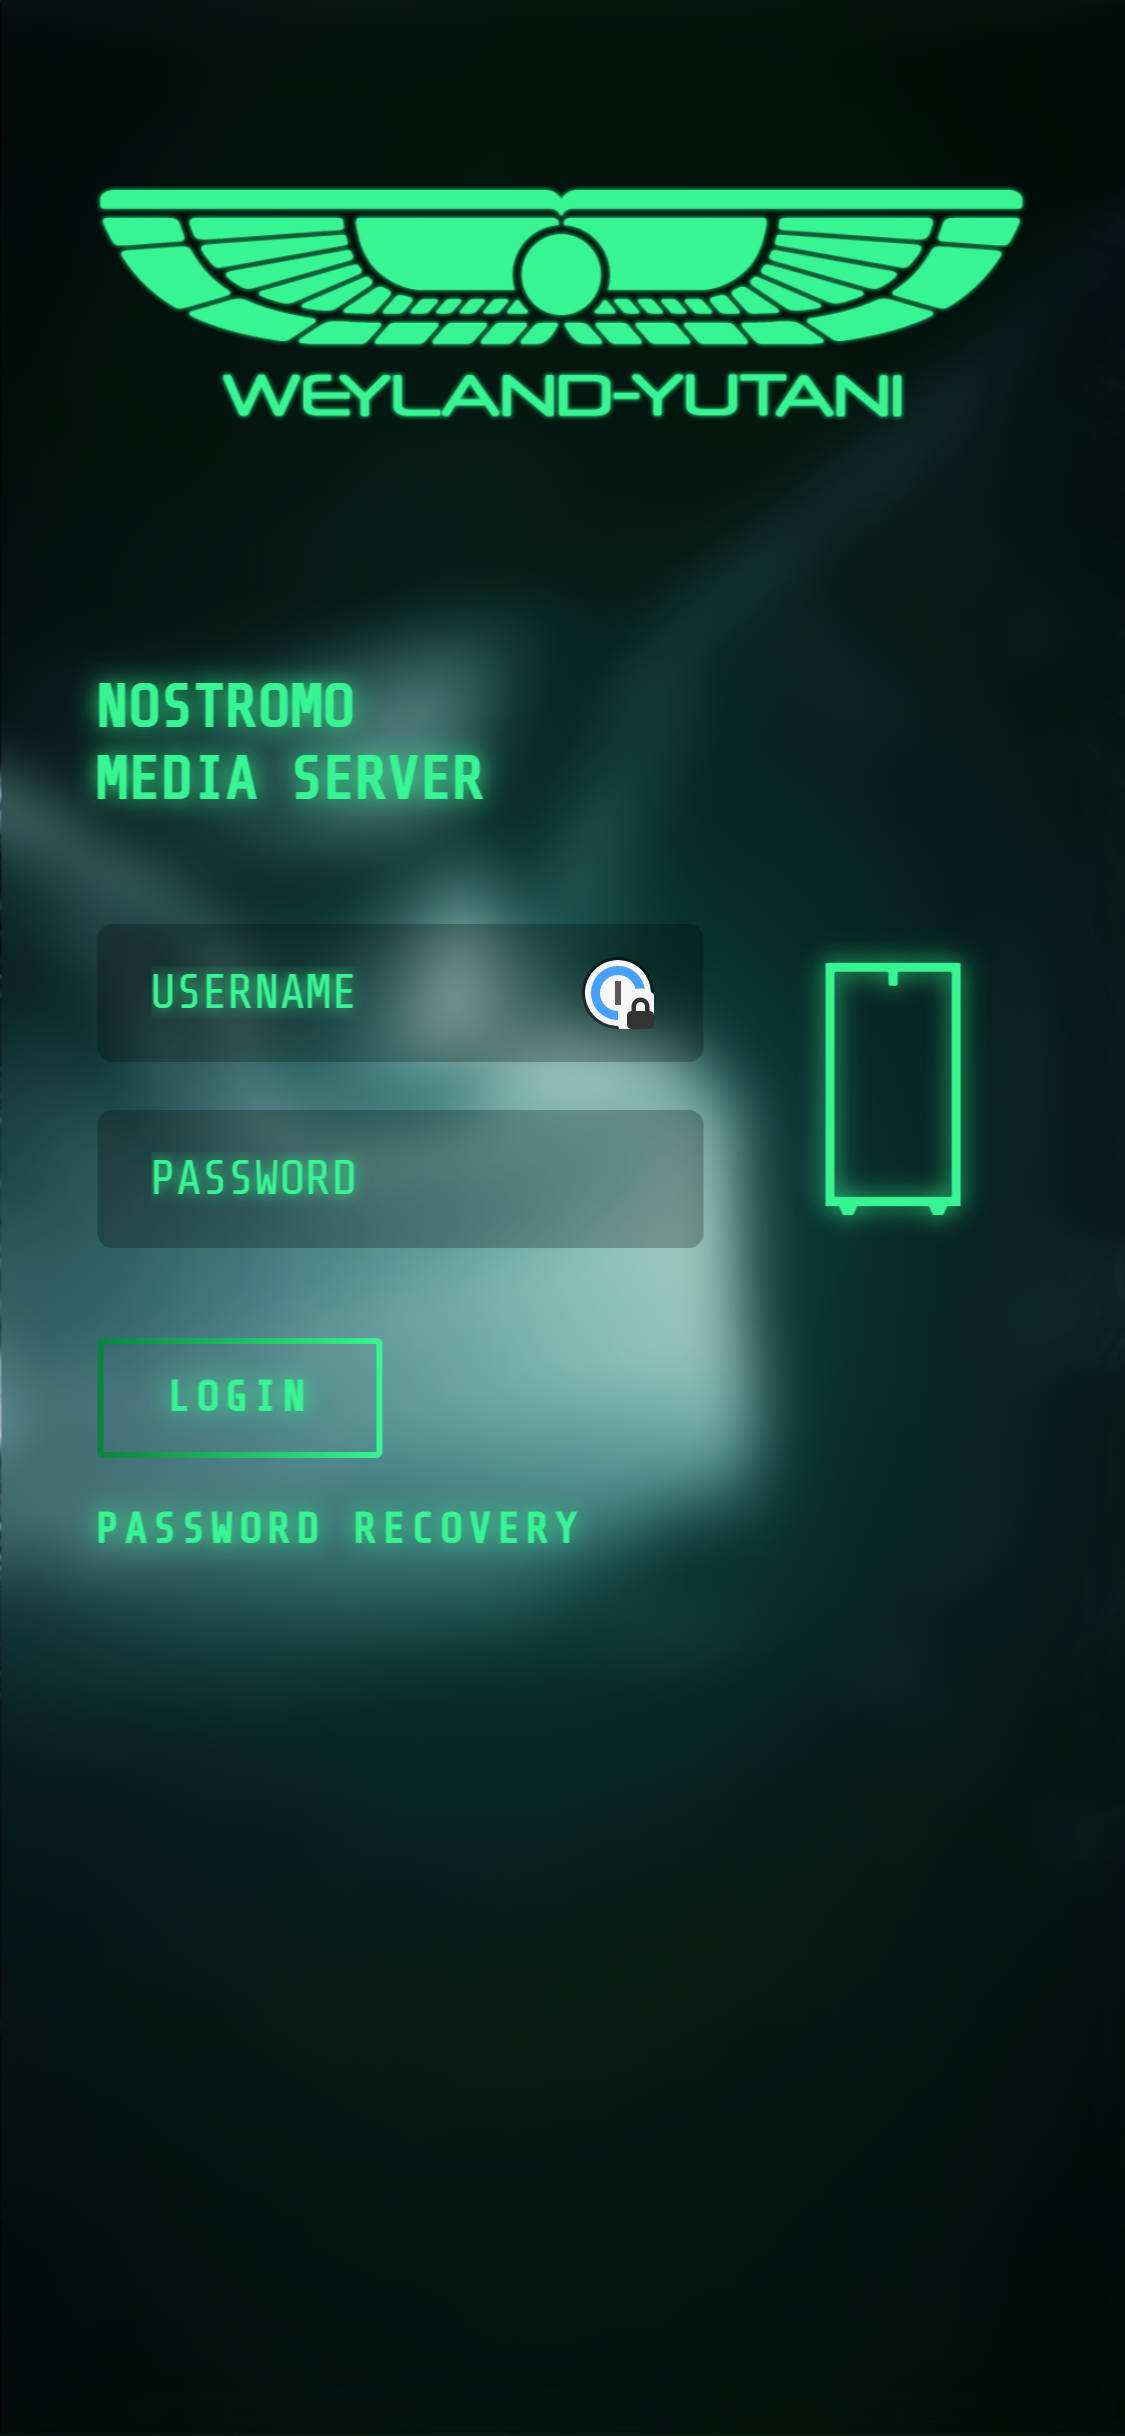 WEYLAND-YUTANI
NOSTROMO
MEDIA SERVER
USERNAME
PASSWORD
LOGIN
PASSWORD RECOVERY